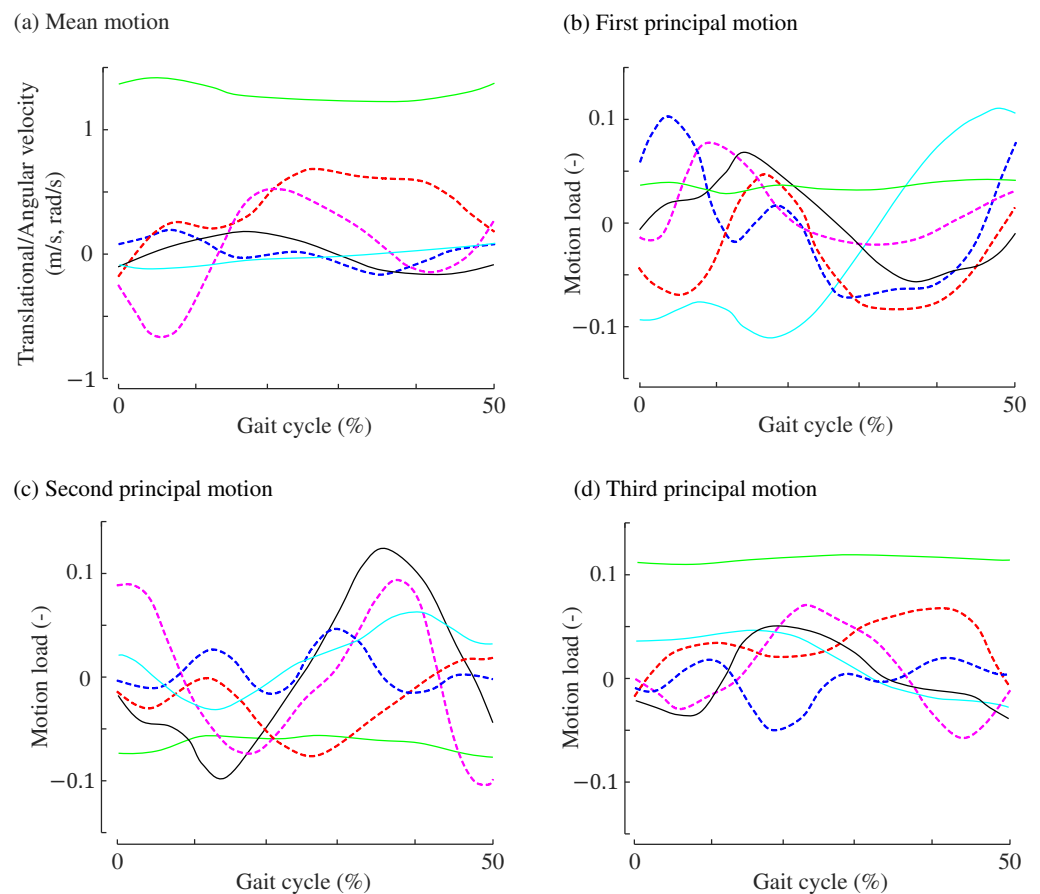 (a) Mean motion
Translational/Angular velocity
(m/s, rad/s)
1
0
−1
0
50
Gait cycle (%)
(b) First principal motion
Motion load (-)
0.1
0
−0.1
0
50
Gait cycle (%)
(c) Second principal motion
Motion load (-)
0.1
0
−0.1
0
50
Gait cycle (%)
(d) Third principal motion
Motion load (-)
0.1
0
−0.1
0
50
Gait cycle (%)